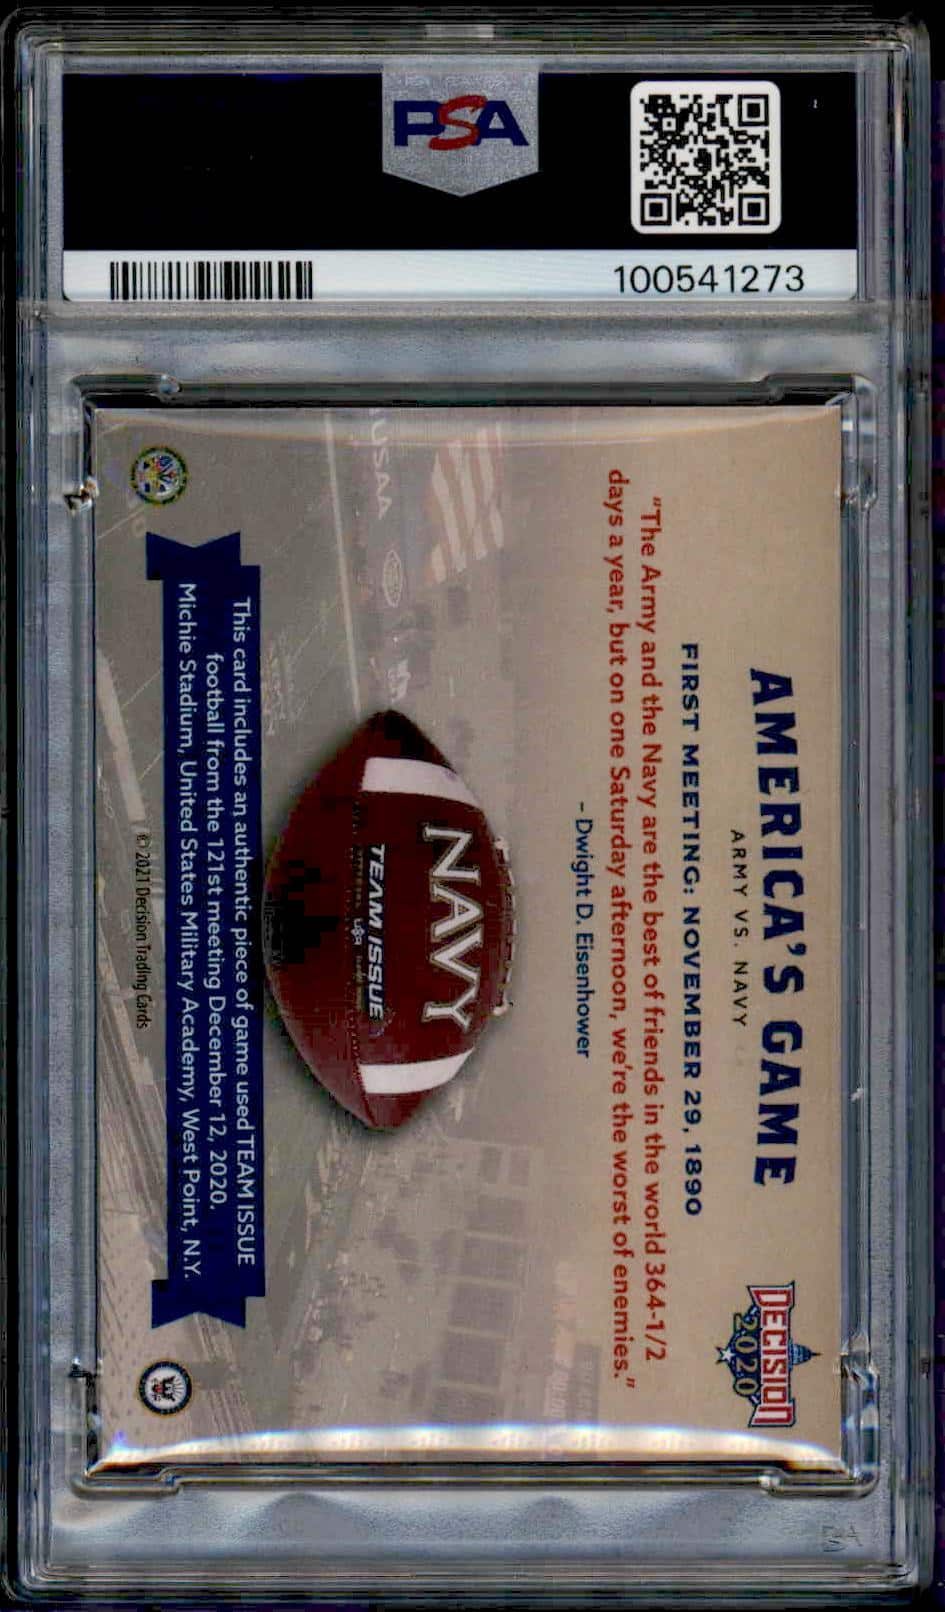 PSA
100541273
AMERICA'S GAME
ARMY VS. NAVY
DECISION
2020
FIRST MEETING: NOVEMBER 29, 1890
"The Army and the Navy are the best of friends in the world 364-1/2
days a year, but on one Saturday afternoon, we're the worst of enemies."
- Dwight D. Eisenhower
USAA
NAVY
TEAM ISSUE
This card includes an authentic piece of game used TEAM ISSUE
football from the 121st meeting December 12, 2020.
Michie Stadium, United States Military Academy, West Point, N.Y.
© 2021 Decision Trading Cards